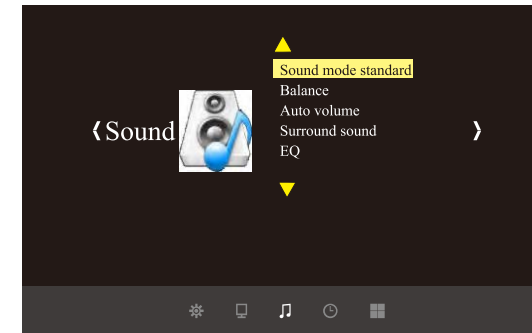 Sound
Sound mode standard
Balance
Auto volume
Surround sound
EQ